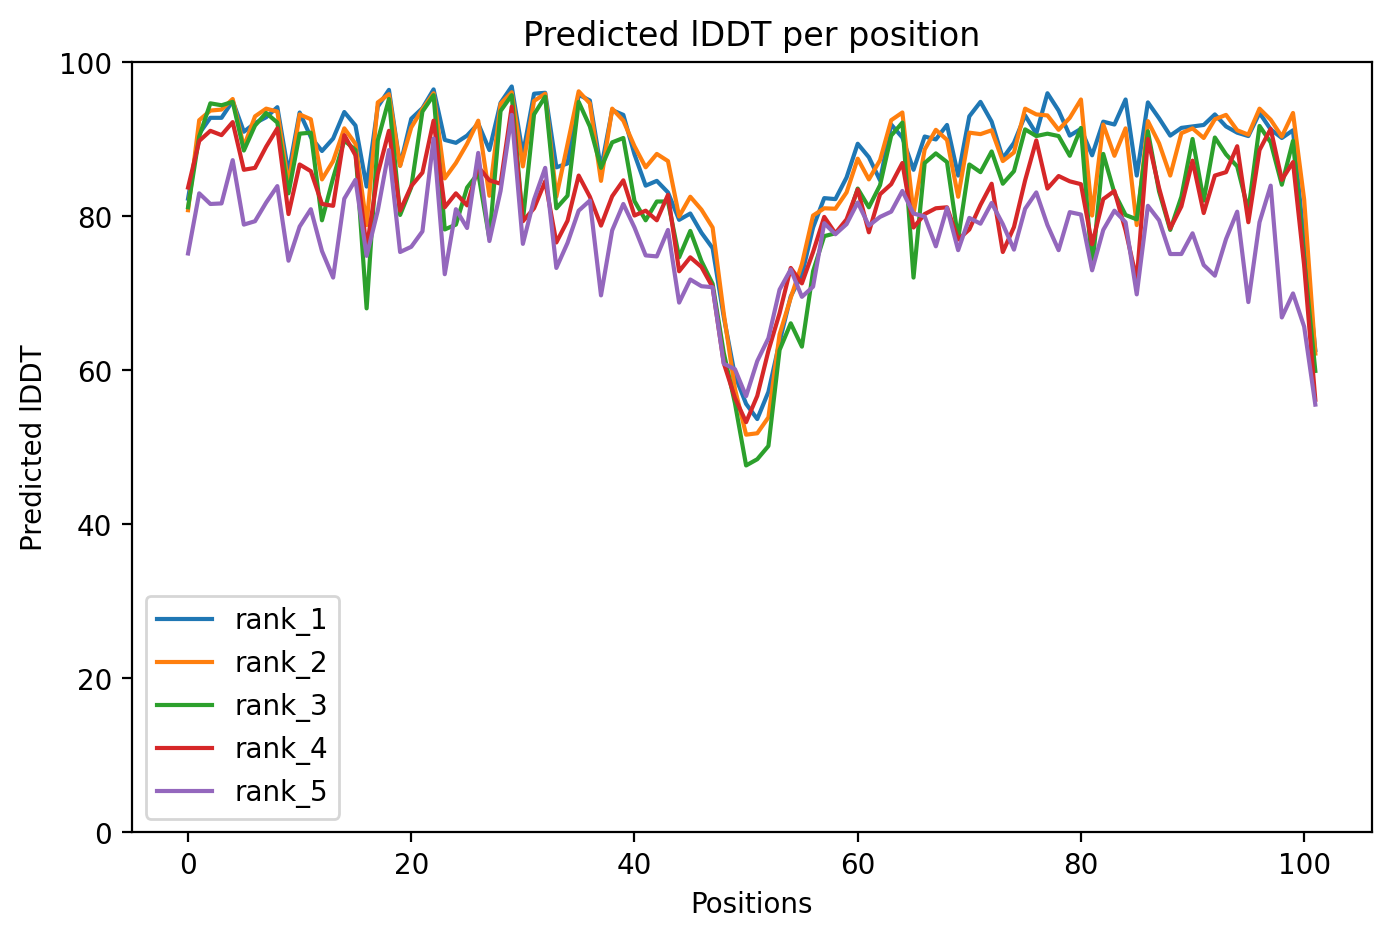 Predicted lDDT per position
100
80
60
40
20
0
Predicted lDDT
rank_1
rank_2
rank_3
rank_4
rank_5
0 20 40 60 80 100
Positions